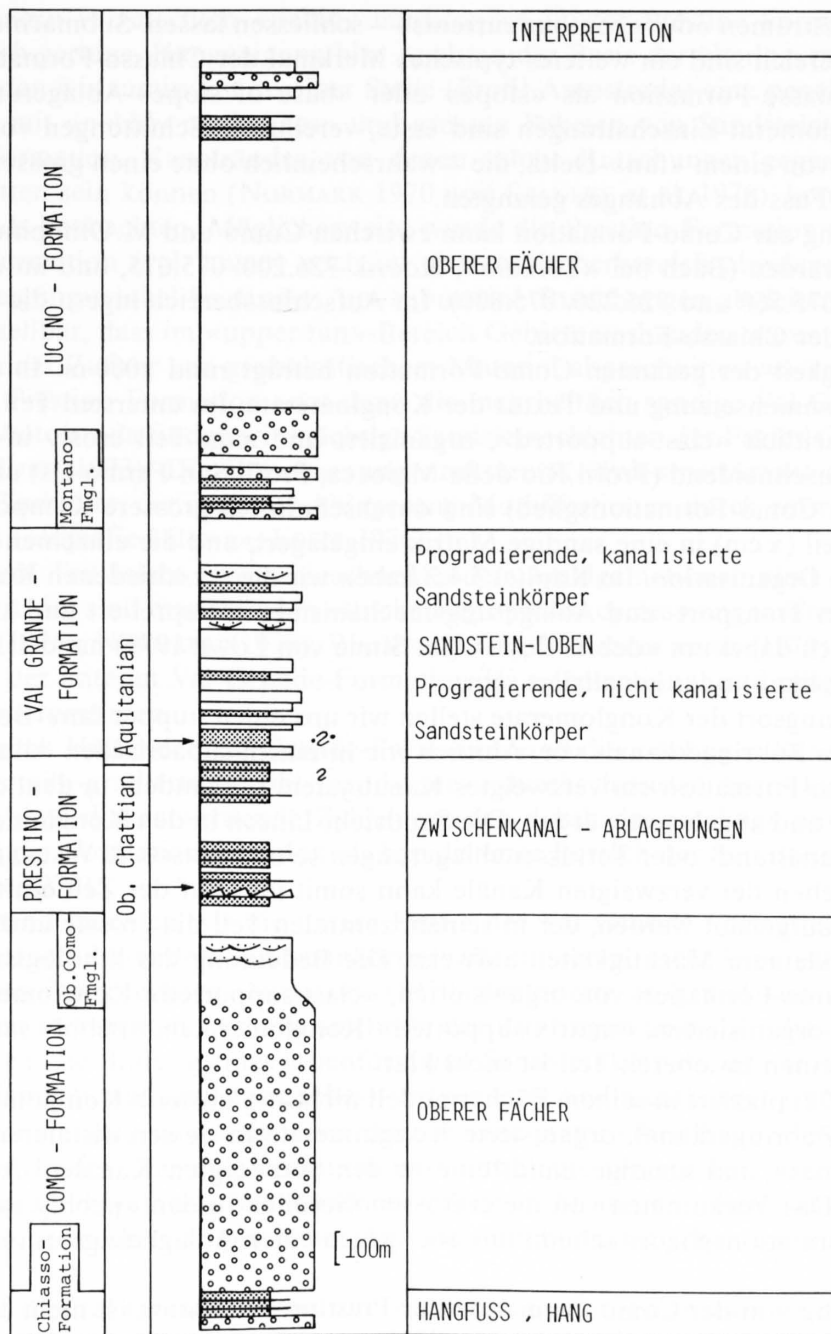 INTERPRETATION
LUCINO - FORMATION
OBERER FÄCHER
Montano-
Fmgl.
VAL GRANDE -
FORMATION
Progradierende, kanalisierte
Sandsteinkörper
SANDSTEIN-LOBEN
Progradierende, nicht kanalisierte
Sandsteinkörper
Aquitanian
PRESTINO -
FORMATION
Ob. Chattian
ZWISCHENKANAL - ABLAGERUNGEN
Ob.Como-
Fmgl.
COMO - FORMATION
OBERER FÄCHER
100m
Chiasso-
Formation
HANGFUSS , HANG